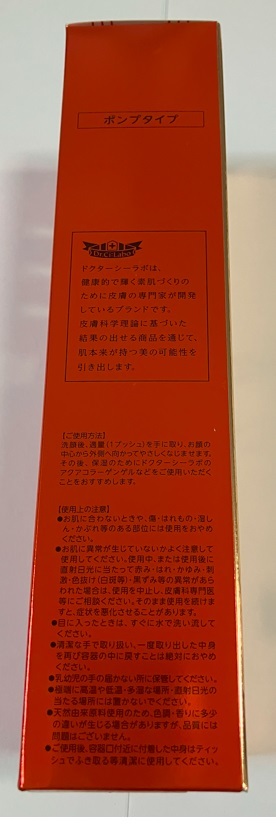 ポンプタイプ
Dr.Ci:Labo
ドクターシーラボは、
健康的で輝く素肌づくりの
ために皮膚の専門家が開発
しているブランドです。
皮膚科学理論に基づいた
結果の出せる商品を通じて、
肌本来が持つ美の可能性を
引き出します。
【ご使用方法】
洗顔後、適量(1プッシュ)を手に取り、お顔の
中心から外側へ向かってやさしくなじませます。
その後、保湿のためにドクターシーラボの
アクアコラーゲンゲルなどをご使用いただく
ことをおすすめします。
【使用上の注意】
●お肌に合わないときや、傷・はれもの・湿し
ん・かぶれ等のある部位には使用をおやめ
ください。
●お肌に異常が生じていないかよく注意して
使用してください。使用中、または使用後に
直射日光に当たって赤み・はれ・かゆみ・刺
激・色抜け(白斑等)・黒ずみ等の異常があら
われた場合は、使用を中止し、皮膚科専門医
等にご相談ください。そのまま使用を続けま
すと、症状を悪化させることがあります。
●目に入ったときは、すぐに水で洗い流して
ください。
●清潔な手で取り扱い、一度取り出した中身
を再び容器の中に戻すことは絶対におやめ
ください。
●乳幼児の手の届かない所に保管してください。
●極端に高温や低温・多湿な場所・直射日光の
当たる場所には置かないでください。
●天然由来原料使用のため、色調・香りに多少
の違いが生じる場合がありますが、品質には
問題はございません。
●ご使用後、容器口付近に付着した中身はティッ
シュでふき取る等清潔に使用してください。